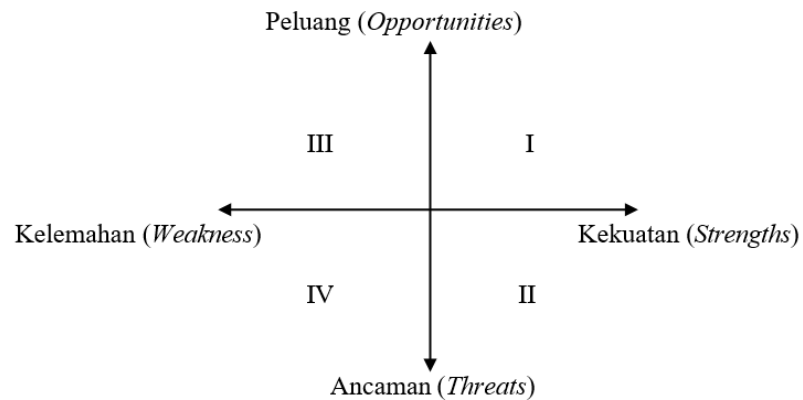 Peluang (Opportunities)
III
I
Kelemahan (Weakness)
Kekuatan (Strengths)
IV
II
Ancaman (Threats)